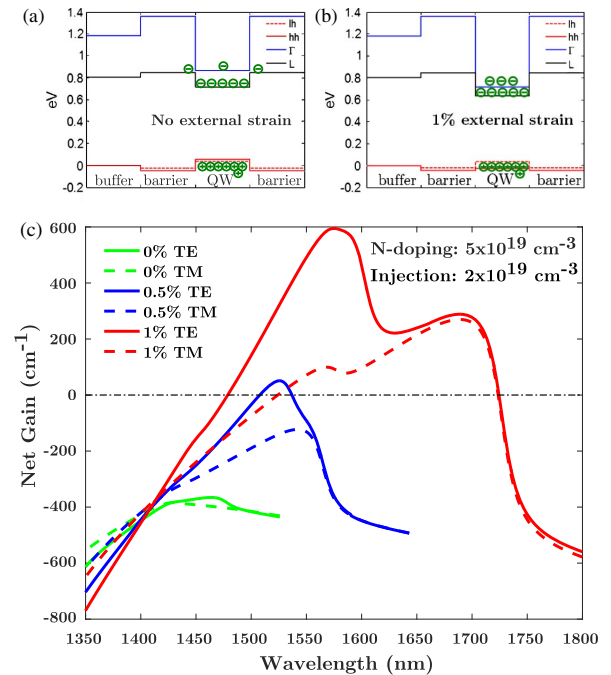 (a)
1.4
1.2
1
0.8
0.6
0.4
0.2
0
-0.2
eV
lh
hh
Γ
L
No external strain
buffer barrier QW barrier
(b)
1.4
1.2
1
0.8
0.6
0.4
0.2
0
-0.2
lh
hh
Γ
L
1% external strain
buffer barrier QW barrier
(c)
600
400
200
0
-200
-400
-600
-800
Net Gain (cm-1)
0% TE
0% TM
0.5% TE
0.5% TM
1% TE
1% TM
N-doping: 5x10^19 cm-3
Injection: 2x10^19 cm-3
1350 1400 1450 1500 1550 1600 1650 1700 1750 1800
Wavelength (nm)